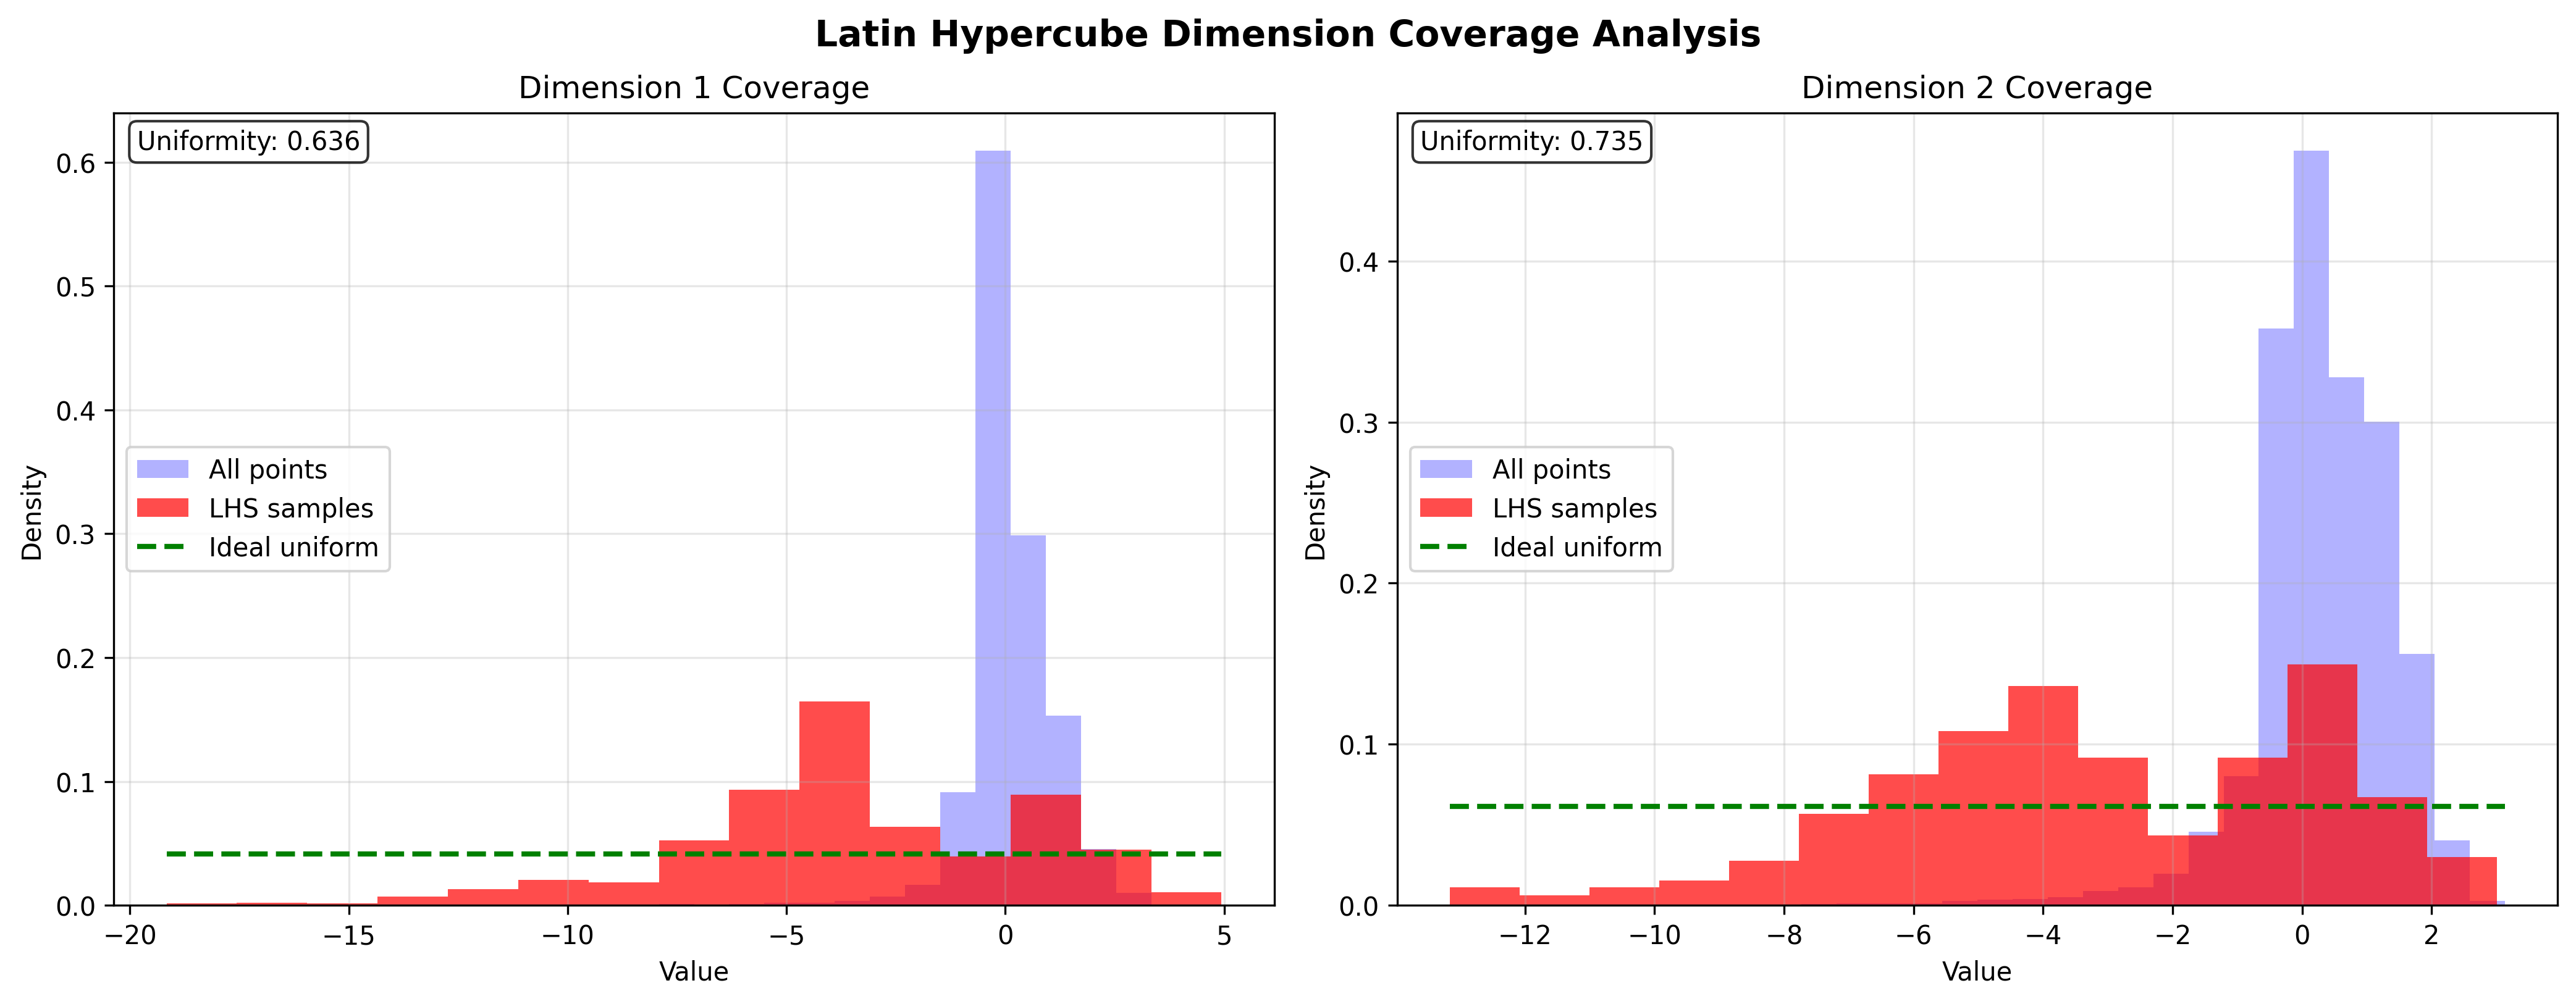 Latin Hypercube Dimension Coverage Analysis
Dimension 1 Coverage
Uniformity: 0.636
0.6
0.5
0.4
0.3
0.2
0.1
0.0
Density
All points
LHS samples
Ideal uniform
−20 −15 −10 −5 0 5
Value
Dimension 2 Coverage
Uniformity: 0.735
0.4
0.3
0.2
0.1
0.0
Density
All points
LHS samples
Ideal uniform
−12 −10 −8 −6 −4 −2 0 2
Value